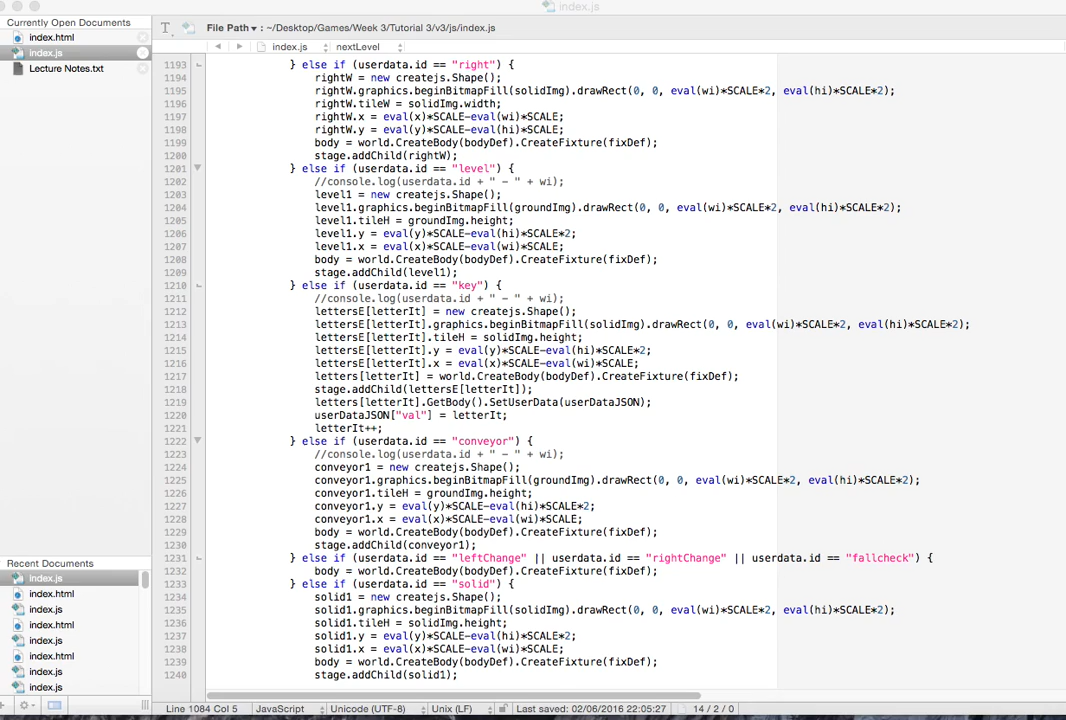 index.js
Currently Open Documents
index.html
index.js
Lecture Notes.txt
File Path ▾ : ~/Desktop/Games/Week 3/Tutorial 3/v3/js/index.js
index.js nextLevel
1193 } else if (userdata.id == "right") {
1194 rightW = new createjs.Shape();
1195 rightW.graphics.beginBitmapFill(solidImg).drawRect(0, 0, eval(wi)*SCALE*2, eval(hi)*SCALE*2);
1196 rightW.tileW = solidImg.width;
1197 rightW.x = eval(x)*SCALE-eval(wi)*SCALE;
1198 rightW.y = eval(y)*SCALE-eval(hi)*SCALE;
1199 body = world.CreateBody(bodyDef).CreateFixture(fixDef);
1200 stage.addChild(rightW);
1201 } else if (userdata.id == "level") {
1202 //console.log(userdata.id + " - " + wi);
1203 level1 = new createjs.Shape();
1204 level1.graphics.beginBitmapFill(groundImg).drawRect(0, 0, eval(wi)*SCALE*2, eval(hi)*SCALE*2);
1205 level1.tileH = groundImg.height;
1206 level1.y = eval(y)*SCALE-eval(hi)*SCALE*2;
1207 level1.x = eval(x)*SCALE-eval(wi)*SCALE;
1208 body = world.CreateBody(bodyDef).CreateFixture(fixDef);
1209 stage.addChild(level1);
1210 } else if (userdata.id == "key") {
1211 //console.log(userdata.id + " - " + wi);
1212 lettersE[letterIt] = new createjs.Shape();
1213 lettersE[letterIt].graphics.beginBitmapFill(solidImg).drawRect(0, 0, eval(wi)*SCALE*2, eval(hi)*SCALE*2);
1214 lettersE[letterIt].tileH = solidImg.height;
1215 lettersE[letterIt].y = eval(y)*SCALE-eval(hi)*SCALE*2;
1216 lettersE[letterIt].x = eval(x)*SCALE-eval(wi)*SCALE;
1217 letters[letterIt] = world.CreateBody(bodyDef).CreateFixture(fixDef);
1218 stage.addChild(lettersE[letterIt]);
1219 letters[letterIt].GetBody().SetUserData(userDataJSON);
1220 userDataJSON["val"] = letterIt;
1221 letterIt++;
1222 } else if (userdata.id == "conveyor") {
1223 //console.log(userdata.id + " - " + wi);
1224 conveyor1 = new createjs.Shape();
1225 conveyor1.graphics.beginBitmapFill(groundImg).drawRect(0, 0, eval(wi)*SCALE*2, eval(hi)*SCALE*2);
1226 conveyor1.tileH = groundImg.height;
1227 conveyor1.y = eval(y)*SCALE-eval(hi)*SCALE*2;
1228 conveyor1.x = eval(x)*SCALE-eval(wi)*SCALE;
1229 body = world.CreateBody(bodyDef).CreateFixture(fixDef);
1230 stage.addChild(conveyor1);
1231 } else if (userdata.id == "leftChange" || userdata.id == "rightChange" || userdata.id == "fallcheck") {
1232 body = world.CreateBody(bodyDef).CreateFixture(fixDef);
1233 } else if (userdata.id == "solid") {
1234 solid1 = new createjs.Shape();
1235 solid1.graphics.beginBitmapFill(solidImg).drawRect(0, 0, eval(wi)*SCALE*2, eval(hi)*SCALE*2);
1236 solid1.tileH = solidImg.height;
1237 solid1.y = eval(y)*SCALE-eval(hi)*SCALE*2;
1238 solid1.x = eval(x)*SCALE-eval(wi)*SCALE;
1239 body = world.CreateBody(bodyDef).CreateFixture(fixDef);
1240 stage.addChild(solid1);
Recent Documents
index.js
index.html
index.js
index.html
index.js
index.html
index.js
index.js
Line 1084 Col 5 JavaScript Unicode (UTF-8) Unix (LF) Last saved: 02/06/2016 22:05:27 14 / 2 / 0